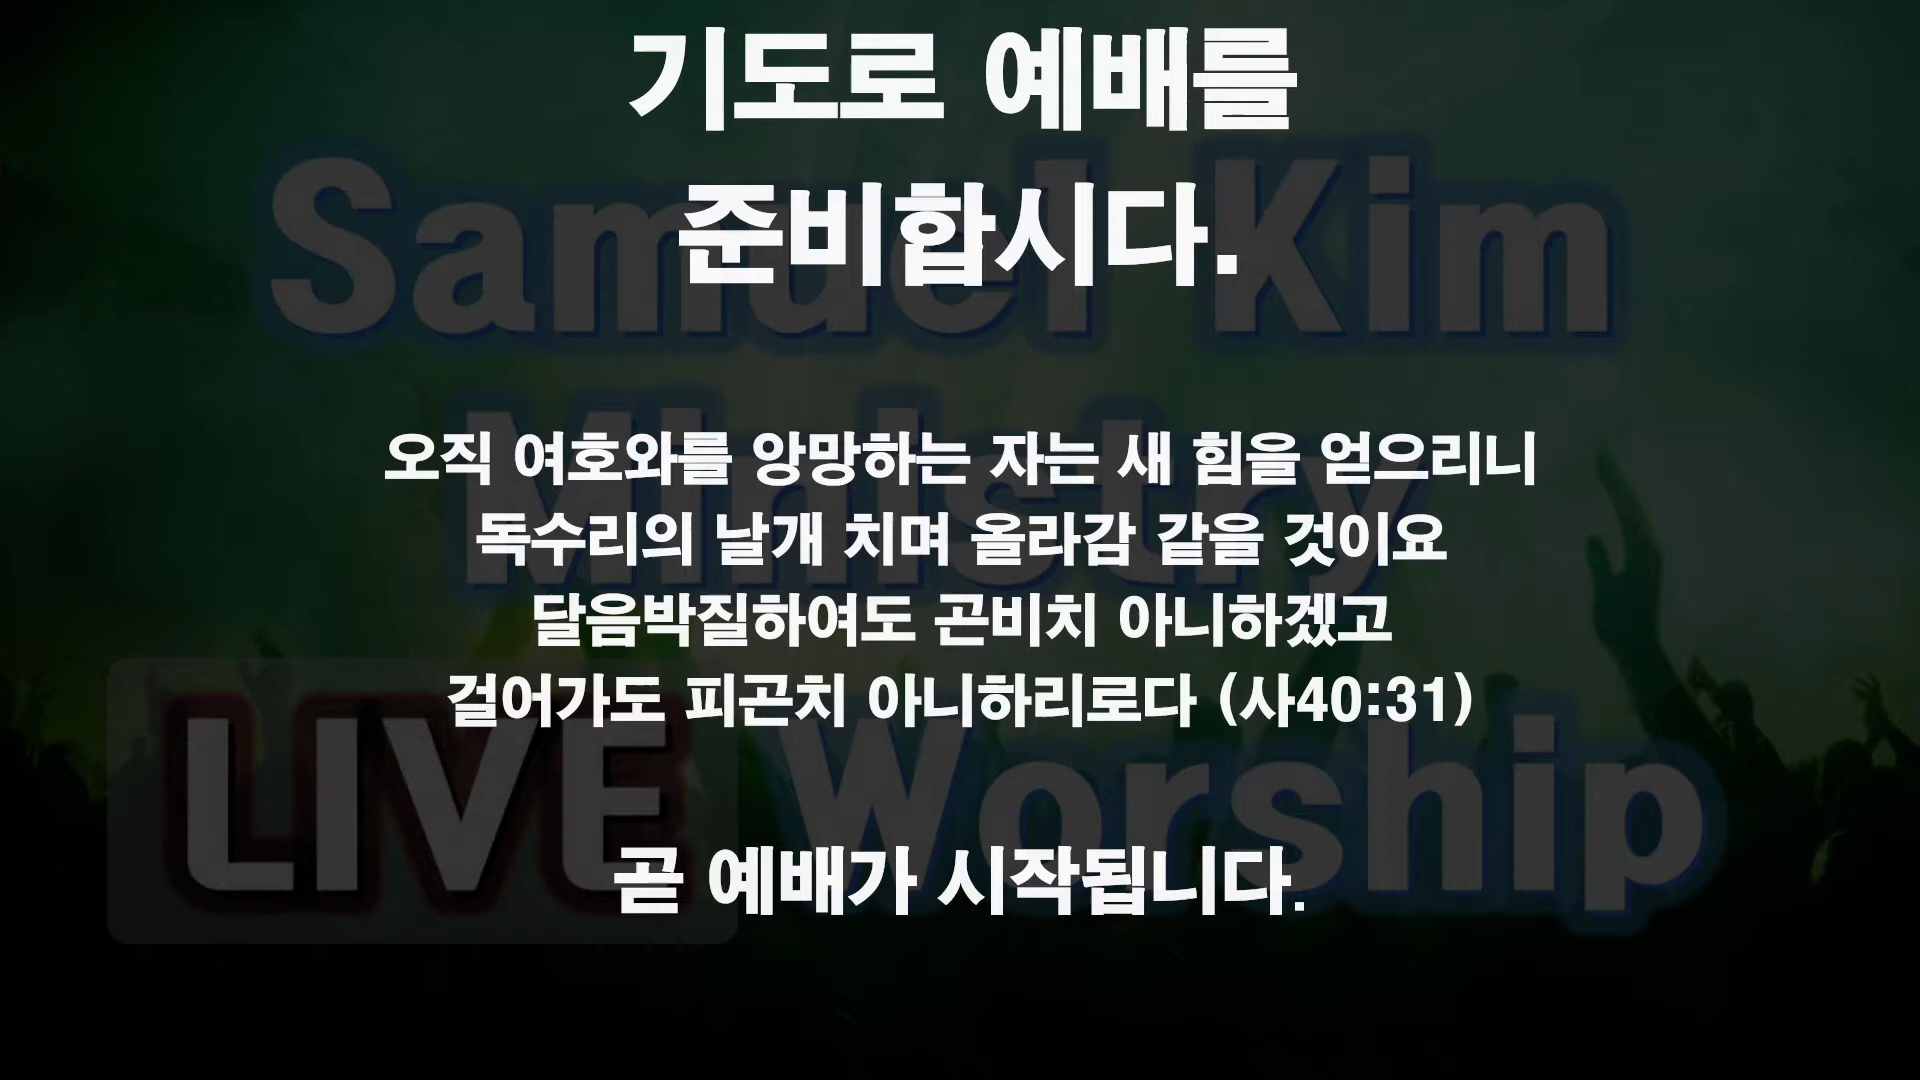 기도로 예배를
준비합시다.
Samuel Kim
Ministry
오직 여호와를 앙망하는 자는 새 힘을 얻으리니
독수리의 날개 치며 올라감 같을 것이요
달음박질하여도 곤비치 아니하겠고
걸어가도 피곤치 아니하리로다 (사40:31)
LIVE Worship
곧 예배가 시작됩니다.